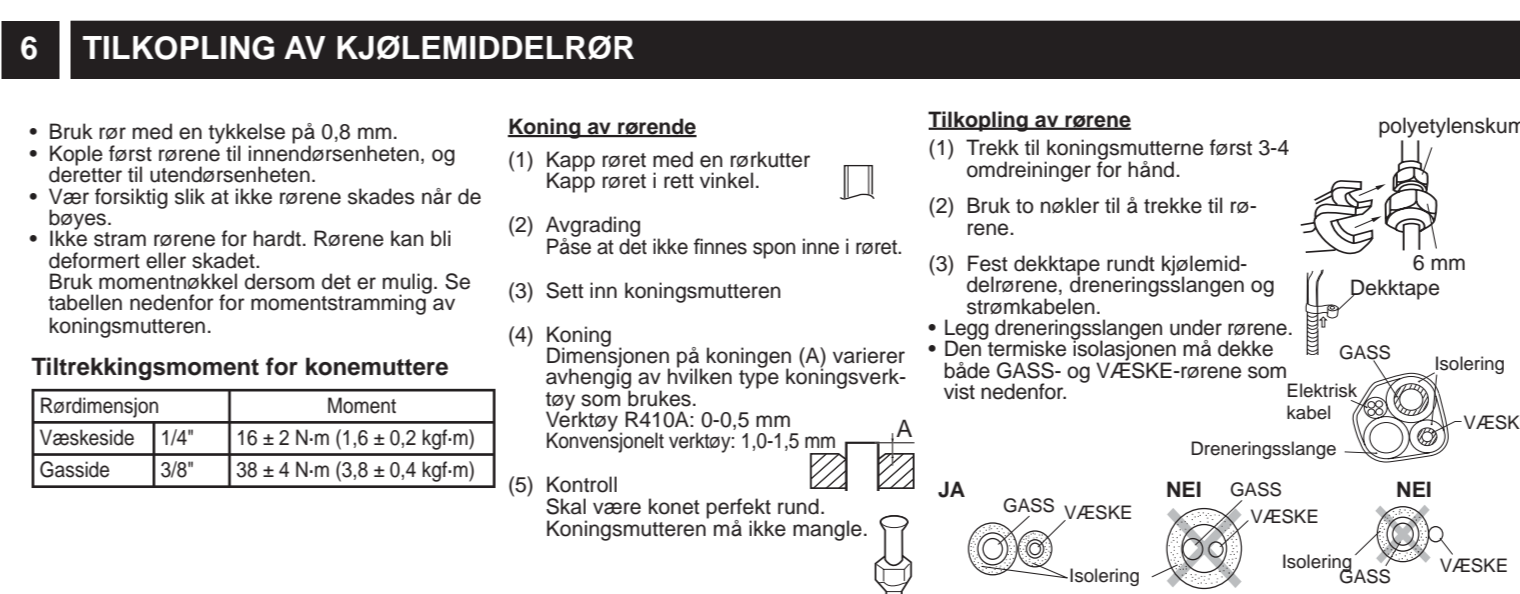 6 TILKOPLING AV KJØLEMIDDELRØR
• Bruk rør med en tykkelse på 0,8 mm.
• Kople først rørene til innendørsenheten, og
deretter til utendørsenheten.
• Vær forsiktig slik at ikke rørene skades når de
bøyes.
• Ikke stram rørene for hardt. Rørene kan bli
deformert eller skadet.
Bruk momentnøkkel dersom det er mulig. Se
tabellen nedenfor for momentstramming av
koningsmutteren.
Tiltrekkingsmoment for konemuttere
Rørdimensjon Moment
Væskeside 1/4" 16 ± 2 N·m (1,6 ± 0,2 kgf·m)
Gasside 3/8" 38 ± 4 N·m (3,8 ± 0,4 kgf·m)
Koning av rørende
(1) Kapp røret med en rørkutter
Kapp røret i rett vinkel.
(2) Avgrading
Påse at det ikke finnes spon inne i røret.
(3) Sett inn koningsmutteren
(4) Koning
Dimensjonen på koningen (A) varierer
avhengig av hvilken type koningsverk-
tøy som brukes.
Verktøy R410A: 0-0,5 mm
Konvensjonelt verktøy: 1,0-1,5 mm
A
(5) Kontroll
Skal være konet perfekt rund.
Koningsmutteren må ikke mangle.
Tilkopling av rørene
(1) Trekk til koningsmutterne først 3-4
omdreininger for hånd.
(2) Bruk to nøkler til å trekke til rø-
rene.
(3) Fest dekktape rundt kjølemid-
delrørene, dreneringsslangen og
strømkabelen.
• Legg dreneringsslangen under rørene.
• Den termiske isolasjonen må dekke
både GASS- og VÆSKE-rørene som
vist nedenfor.
polyetylenskum
6 mm
Dekktape
GASS
Isolering
Elektrisk
kabel
VÆSK
Dreneringsslange
JA
GASS
VÆSKE
Isolering
NEI
GASS
VÆSKE
NEI
Isolering
GASS
VÆSKE